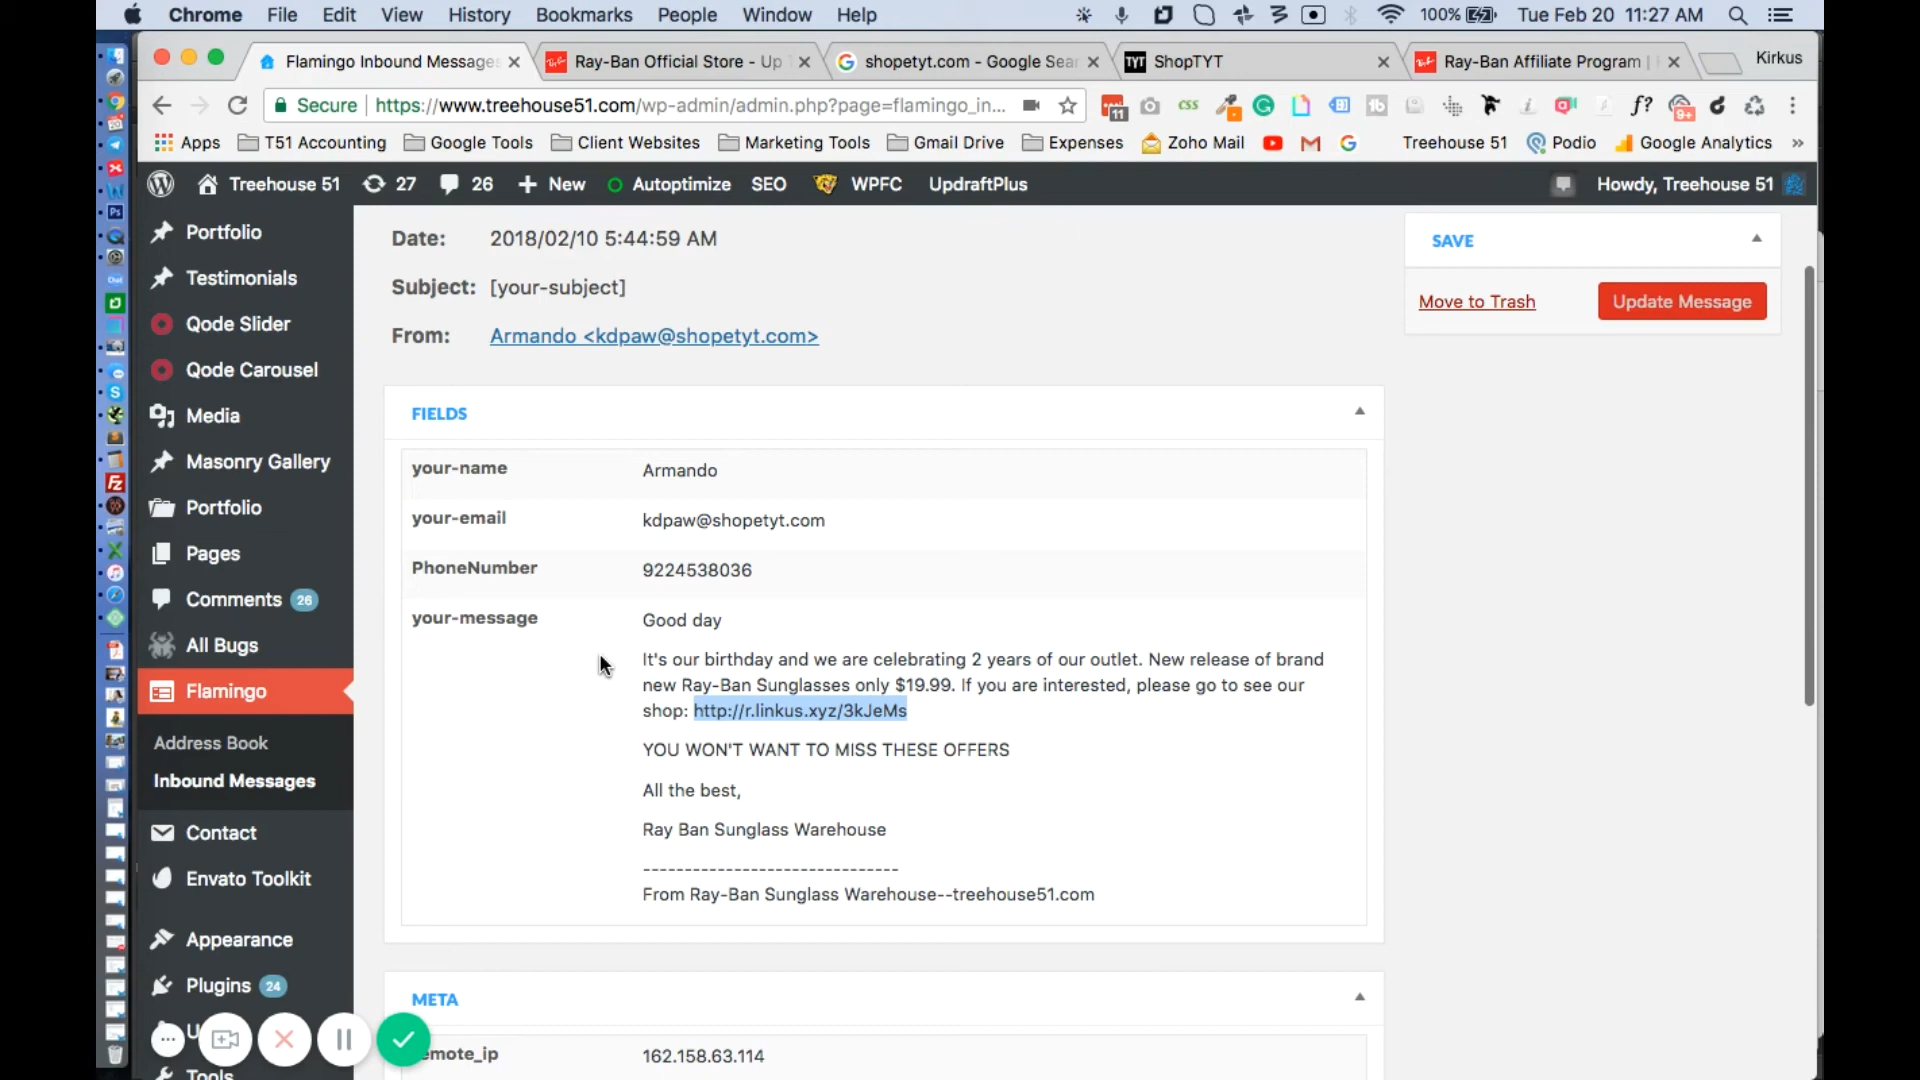 Chrome File Edit View History Bookmarks People Window Help 100% Tue Feb 20 11:27 AM
Flamingo Inbound Messages Ray-Ban Official Store - Up T shopetyt.com - Google Sear TYT ShopTYT Ray-Ban Affiliate Program | Kirkus
Secure https://www.treehouse51.com/wp-admin/admin.php?page=flamingo_in... 11 css tb f? 9+
Apps T51 Accounting Google Tools Client Websites Marketing Tools Gmail Drive Expenses Zoho Mail Treehouse 51 Podio Google Analytics »
Treehouse 51 27 26 New Autoptimize SEO WPFC UpdraftPlus Howdy, Treehouse 51
Portfolio
Testimonials
Qode Slider
Qode Carousel
Media
Masonry Gallery
Portfolio
Pages
Comments 26
All Bugs
Flamingo
Address Book
Inbound Messages
Contact
Envato Toolkit
Appearance
Plugins 24
U
Tools
Date: 2018/02/10 5:44:59 AM
Subject: [your-subject]
From: Armando <kdpaw@shopetyt.com>
SAVE
Move to Trash Update Message
FIELDS
your-name Armando
your-email kdpaw@shopetyt.com
PhoneNumber 9224538036
your-message Good day
It's our birthday and we are celebrating 2 years of our outlet. New release of brand
new Ray-Ban Sunglasses only $19.99. If you are interested, please go to see our
shop: http://r.linkus.xyz/3kJeMs
YOU WON'T WANT TO MISS THESE OFFERS
All the best,
Ray Ban Sunglass Warehouse
-------------------------------
From Ray-Ban Sunglass Warehouse--treehouse51.com
META
emote_ip 162.158.63.114